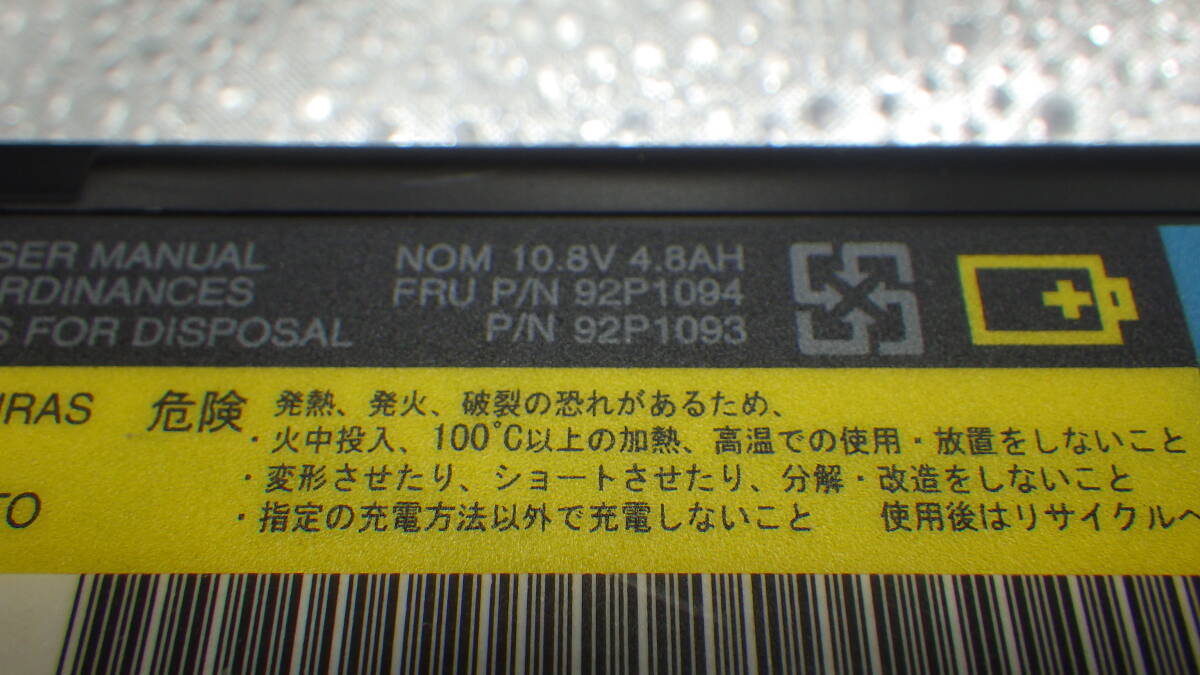 SER MANUAL
RDINANCES
S FOR DISPOSAL
NOM 10.8V 4.8AH
FRU P/N 92P1094
P/N 92P1093
URAS
TO
危険 発熱、発火、破裂の恐れがあるため、
・火中投入、100℃以上の加熱、高温での使用・放置をしないこと
・変形させたり、ショートさせたり、分解・改造をしないこと
・指定の充電方法以外で充電しないこと 使用後はリサイクルへ